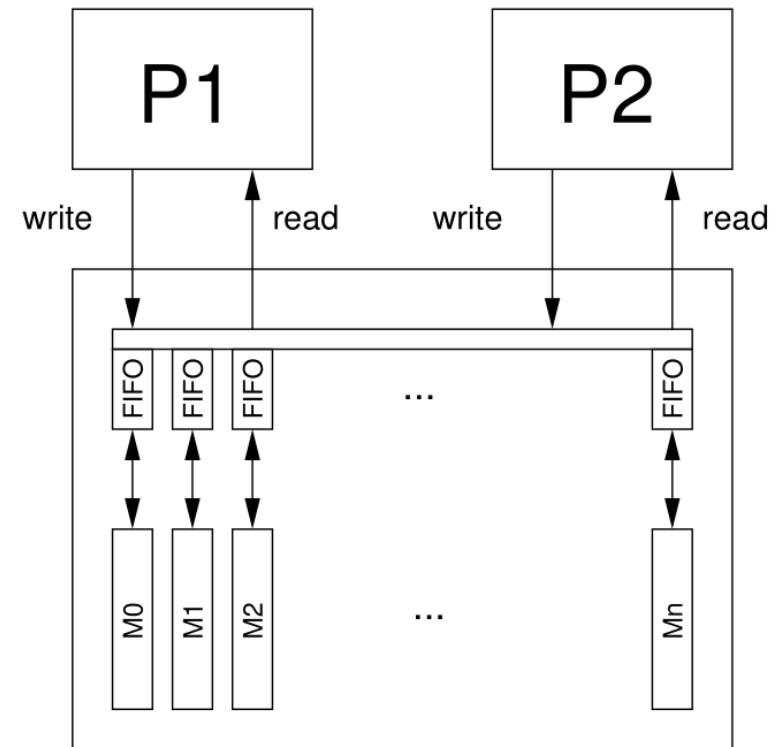 P1 P2
write read write read
FIFO FIFO FIFO ... FIFO
M0 M1 M2 ... Mn